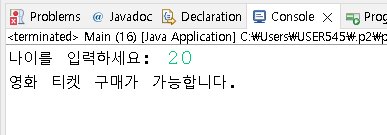 Problems @ Javadoc Declaration Console Prog
<terminated> Main (16) [Java Application] C:₩Users₩USER545₩.p2₩p
나이를 입력하세요: 20
영화 티켓 구매가 가능합니다.